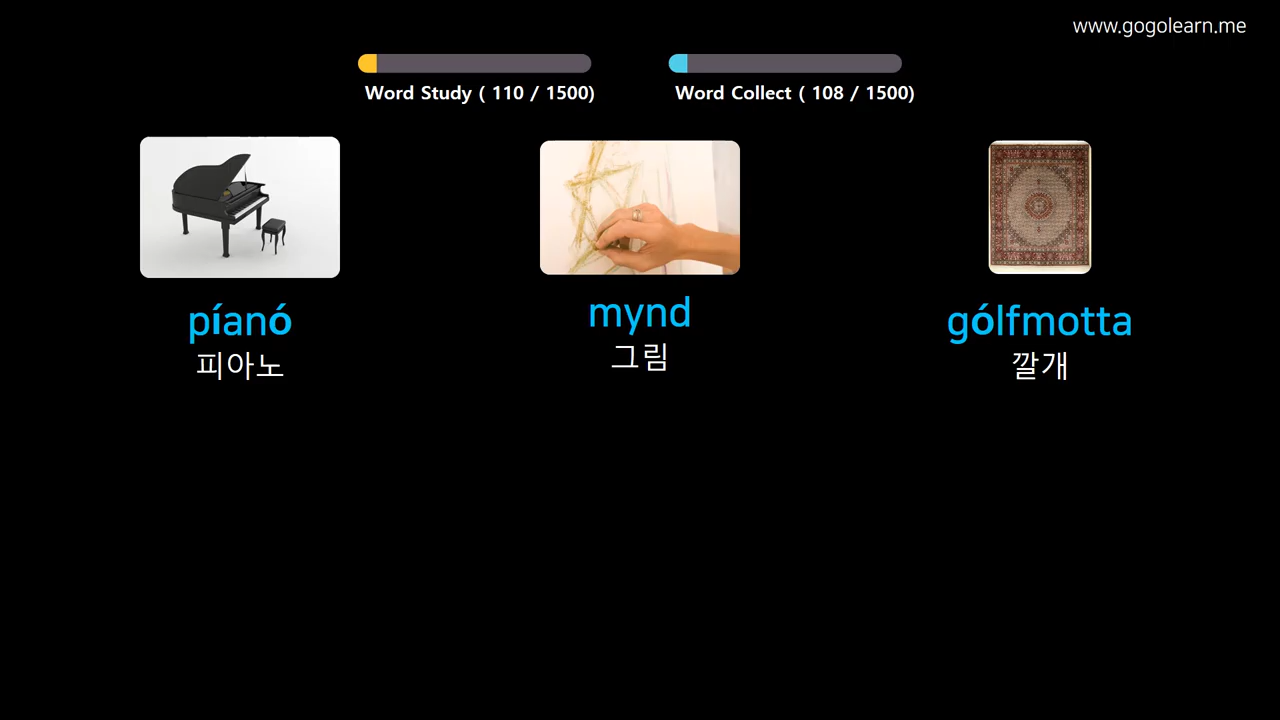 www.gogolearn.me
Word Study ( 110 / 1500)
Word Collect ( 108 / 1500)
píanó
피아노
mynd
그림
gólfmotta
깔개